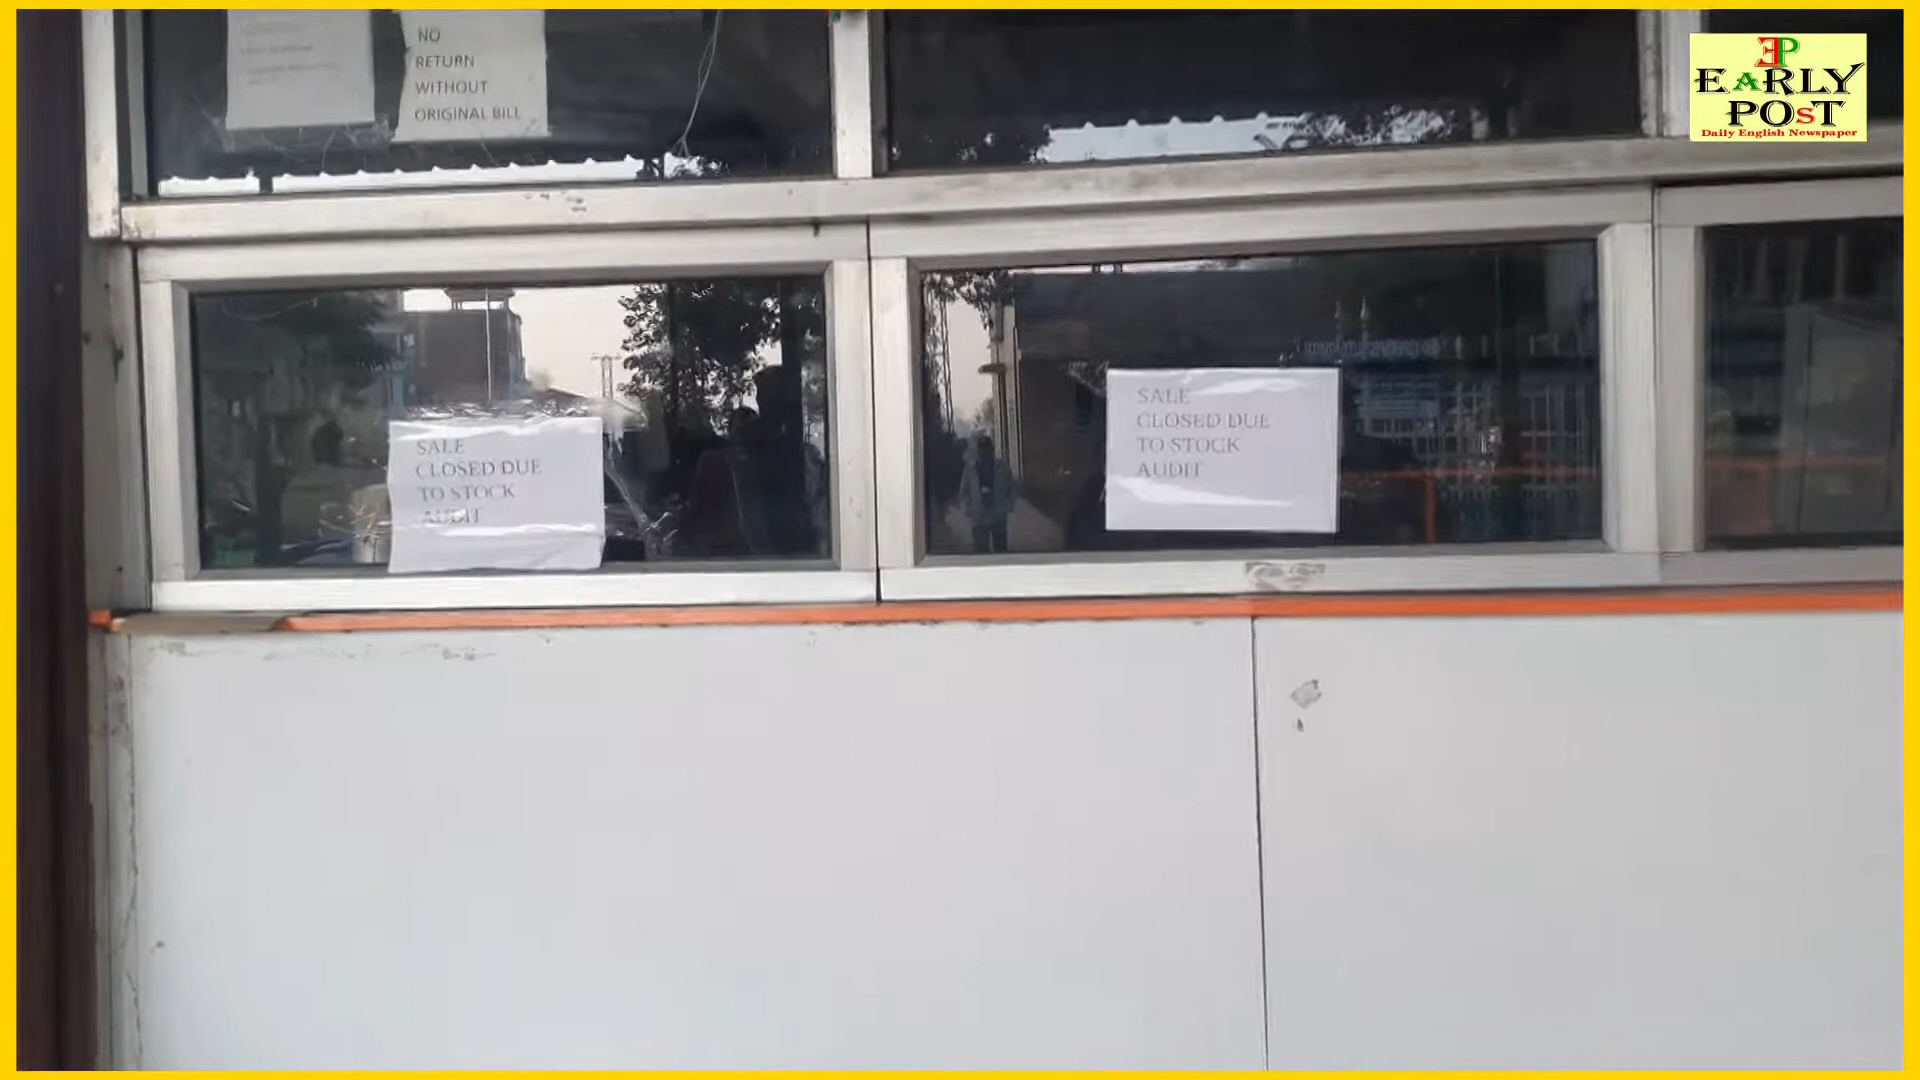 NO
RETURN
WITHOUT
ORIGINAL BILL
EP
EARLY
POST
Daily English Newspaper
SALE
CLOSED DUE
TO STOCK
AUDIT
SALE
CLOSED DUE
TO STOCK
AUDIT